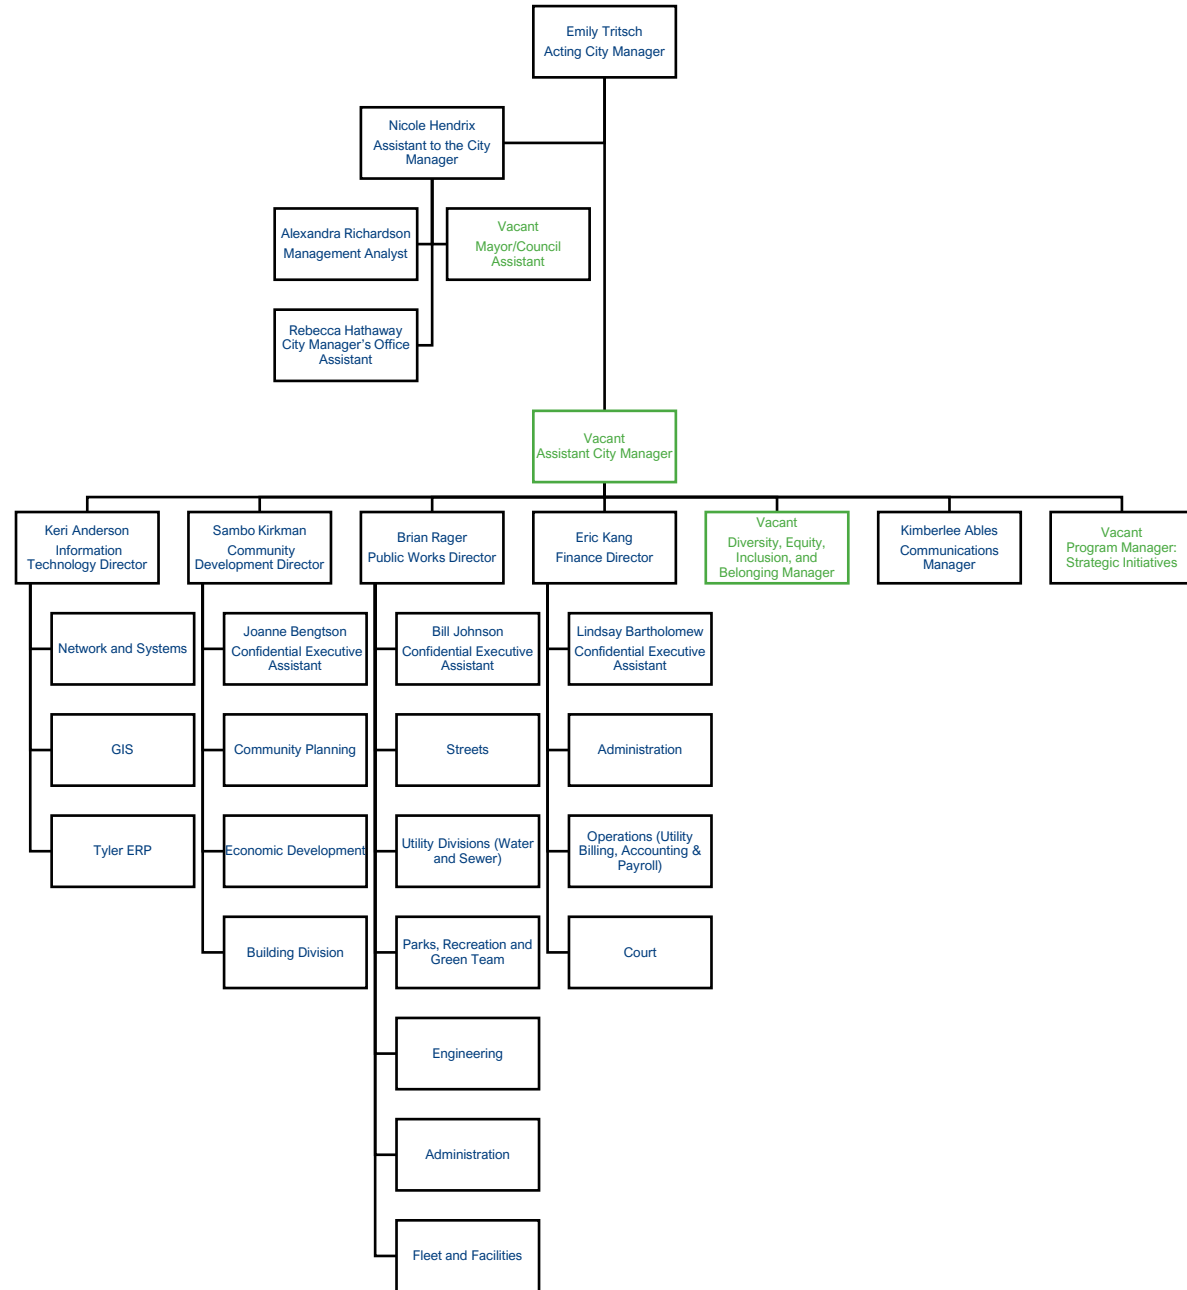 Emily Tritsch
Acting City Manager
Nicole Hendrix
Assistant to the City
Manager
Alexandra Richardson
Management Analyst
Vacant
Mayor/Council
Assistant
Rebecca Hathaway
City Manager’s Office
Assistant
Vacant
Assistant City Manager
Keri Anderson
Information
Technology Director
Sambo Kirkman
Community
Development Director
Brian Rager
Public Works Director
Eric Kang
Finance Director
Vacant
Diversity, Equity,
Inclusion, and
Belonging Manager
Kimberlee Ables
Communications
Manager
Vacant
Program Manager:
Strategic Initiatives
Network and Systems
Joanne Bengtson
Confidential Executive
Assistant
Bill Johnson
Confidential Executive
Assistant
Lindsay Bartholomew
Confidential Executive
Assistant
GIS
Community Planning
Streets
Administration
Tyler ERP
Economic Development
Utility Divisions (Water
and Sewer)
Operations (Utility
Billing, Accounting &
Payroll)
Building Division
Parks, Recreation and
Green Team
Court
Engineering
Administration
Fleet and Facilities